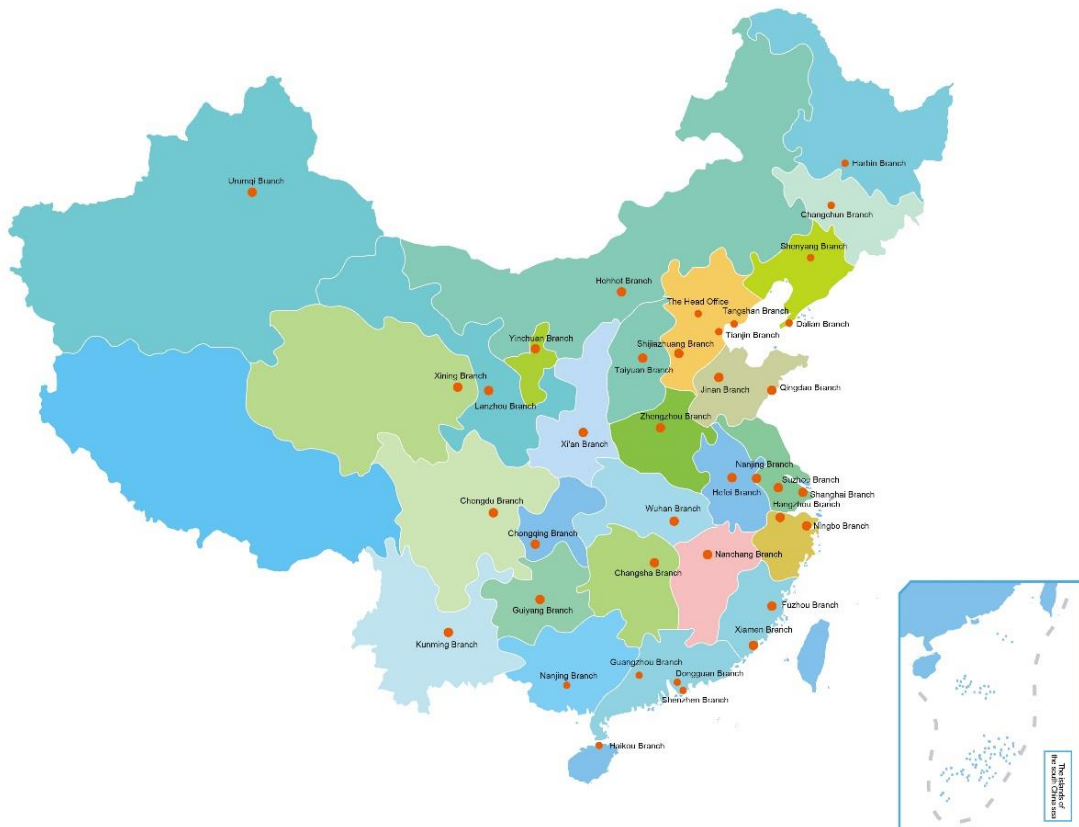 Harbin Branch
Urumqi Branch
Changchun Branch
Shenyang Branch
Hohhot Branch
The Head Office
Tangshan Branch
Dalian Branch
Tianjin Branch
Yinchuan Branch
Shijiazhuang Branch
Taiyuan Branch
Xining Branch
Lanzhou Branch
Jinan Branch
Qingdao Branch
Zhengzhou Branch
Xi'an Branch
Nanjing Branch
Suzhou Branch
Hefei Branch
Shanghai Branch
Chengdu Branch
Hangzhou Branch
Wuhan Branch
Ningbo Branch
Chongqing Branch
Nanchang Branch
Changsha Branch
Guiyang Branch
Fuzhou Branch
Xiamen Branch
Kunming Branch
Guangzhou Branch
Nanjing Branch
Dongguan Branch
Shenzhen Branch
Haikou Branch
The islands of
the south China sea